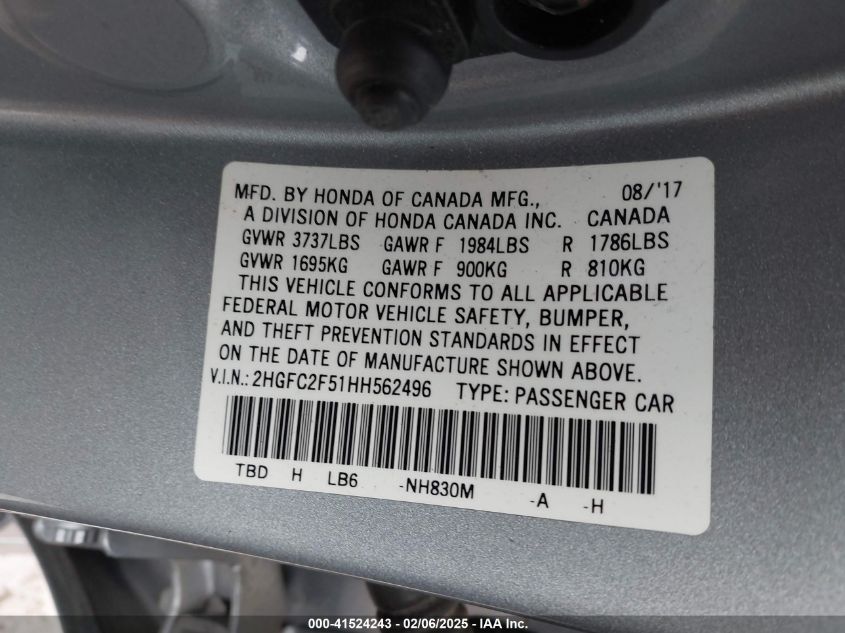 MFD. BY HONDA OF CANADA MFG., 08/'17
A DIVISION OF HONDA CANADA INC. CANADA
GVWR 3737LBS GAWR F 1984LBS R 1786LBS
GVWR 1695KG GAWR F 900KG R 810KG
THIS VEHICLE CONFORMS TO ALL APPLICABLE
FEDERAL MOTOR VEHICLE SAFETY, BUMPER,
AND THEFT PREVENTION STANDARDS IN EFFECT
ON THE DATE OF MANUFACTURE SHOWN ABOVE.
V.I.N.: 2HGFC2F51HH562496 TYPE: PASSENGER CAR
TBD H LB6 -NH830M -A -H
000-41524243 - 02/06/2025 - IAA Inc.